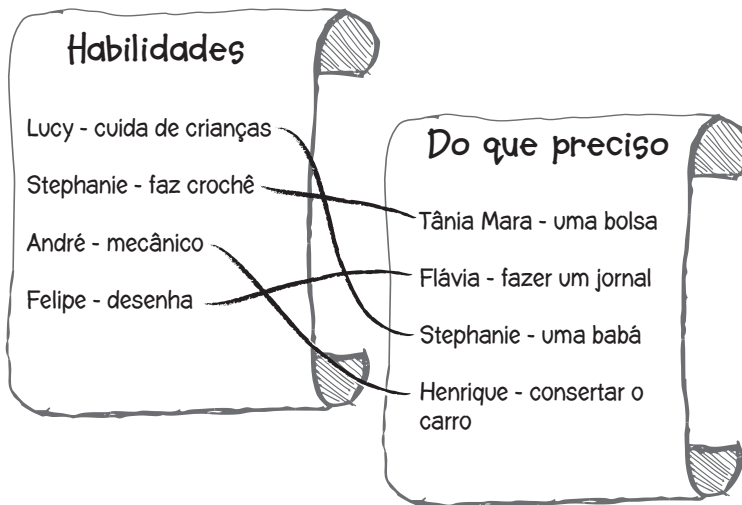 Habilidades
Lucy - cuida de crianças
Stephanie - faz crochê
André - mecânico
Felipe - desenha
Do que preciso
Tânia Mara - uma bolsa
Flávia - fazer um jornal
Stephanie - uma babá
Henrique - consertar o
carro